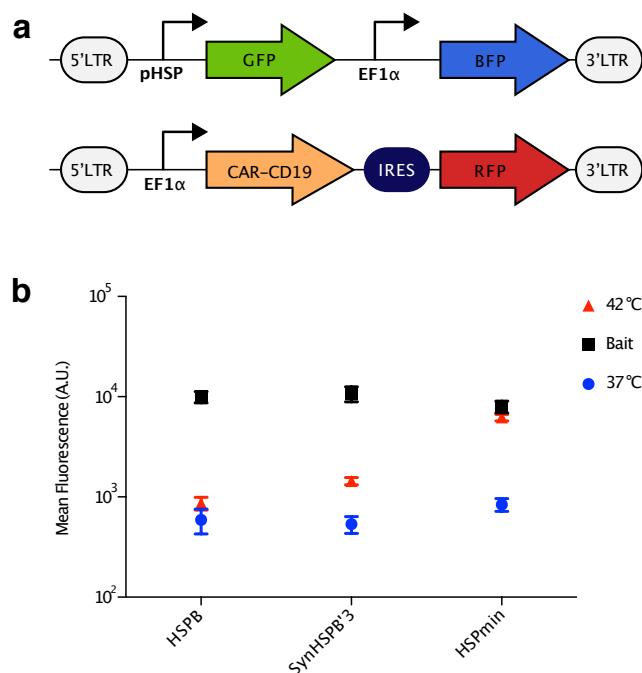 a
5'LTR pHSP GFP EF1α BFP 3'LTR
5'LTR EF1α CAR–CD19 IRES RFP 3'LTR
b
Mean Fluorescence (A.U.)
10^5
10^4
10^3
10^2
HSPB
SynHSPB'3
HSPmin
42°C
Bait
37°C